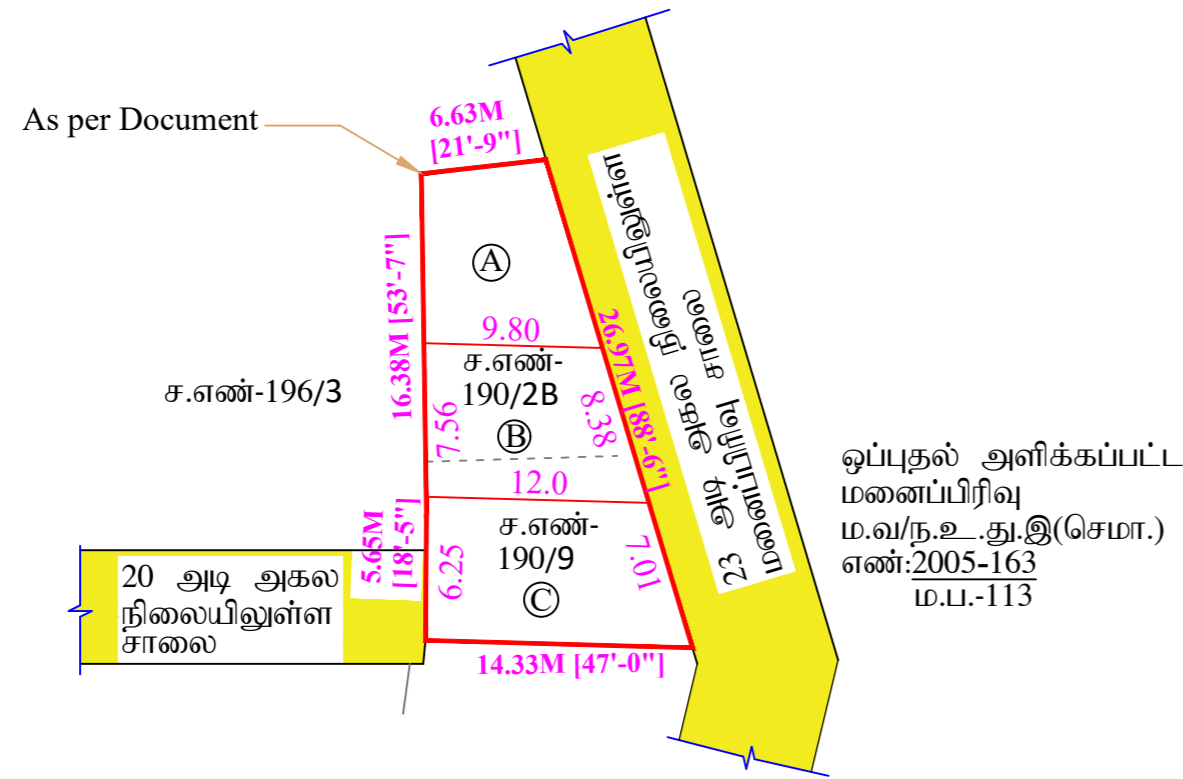 As per Document
6.63M
[21'-9"]
23 அடி அகல நிலையிலுள்ள
மனைப்பிரிவு சாலை
Ⓐ
16.38M [53'-7"]
9.80
26.97M [88'-6"]
ச.எண்-196/3
ச.எண்-
190/2B
7.56
Ⓑ
8.38
ஒப்புதல் அளிக்கப்பட்ட
மனைப்பிரிவு
ம.வ/ந.உ.து.இ(செமா.)
எண்:2005-163
ம.ப.-113
12.0
5.65M
[18'-5"]
ச.எண்-
190/9
6.25
7.01
Ⓒ
20 அடி அகல
நிலையிலுள்ள
சாலை
14.33M [47'-0"]